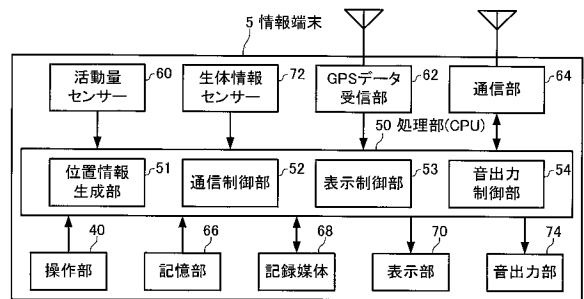 5 情報端末
活動量
センサー
60
生体情報
センサー
72
GPSデータ
受信部
62
通信部
64
50 処理部(CPU)
位置情報
生成部
51
通信制御部
52
表示制御部
53
音出力
制御部
54
40
66
68
70
74
操作部
記憶部
記録媒体
表示部
音出力部